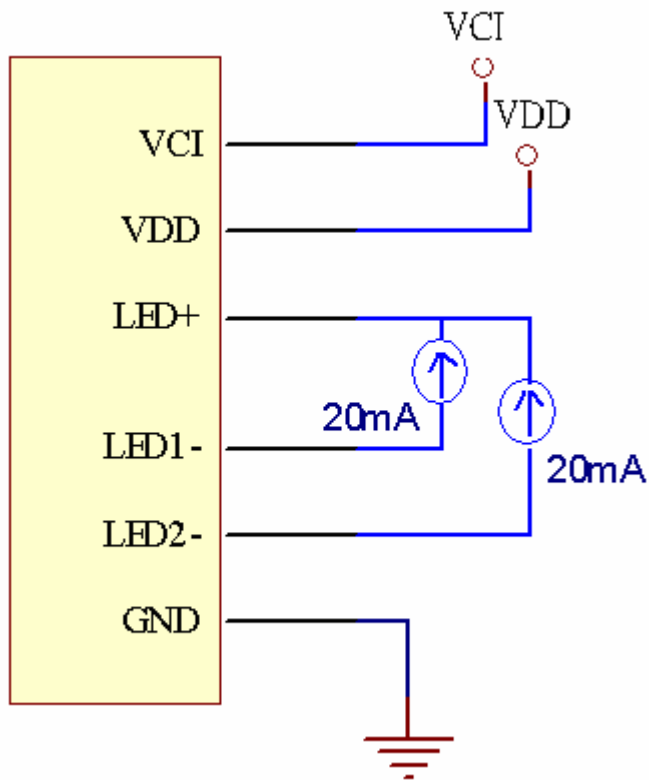 VCI
VDD
VCI
VDD
LED+
20mA
LED1-
20mA
LED2-
GND